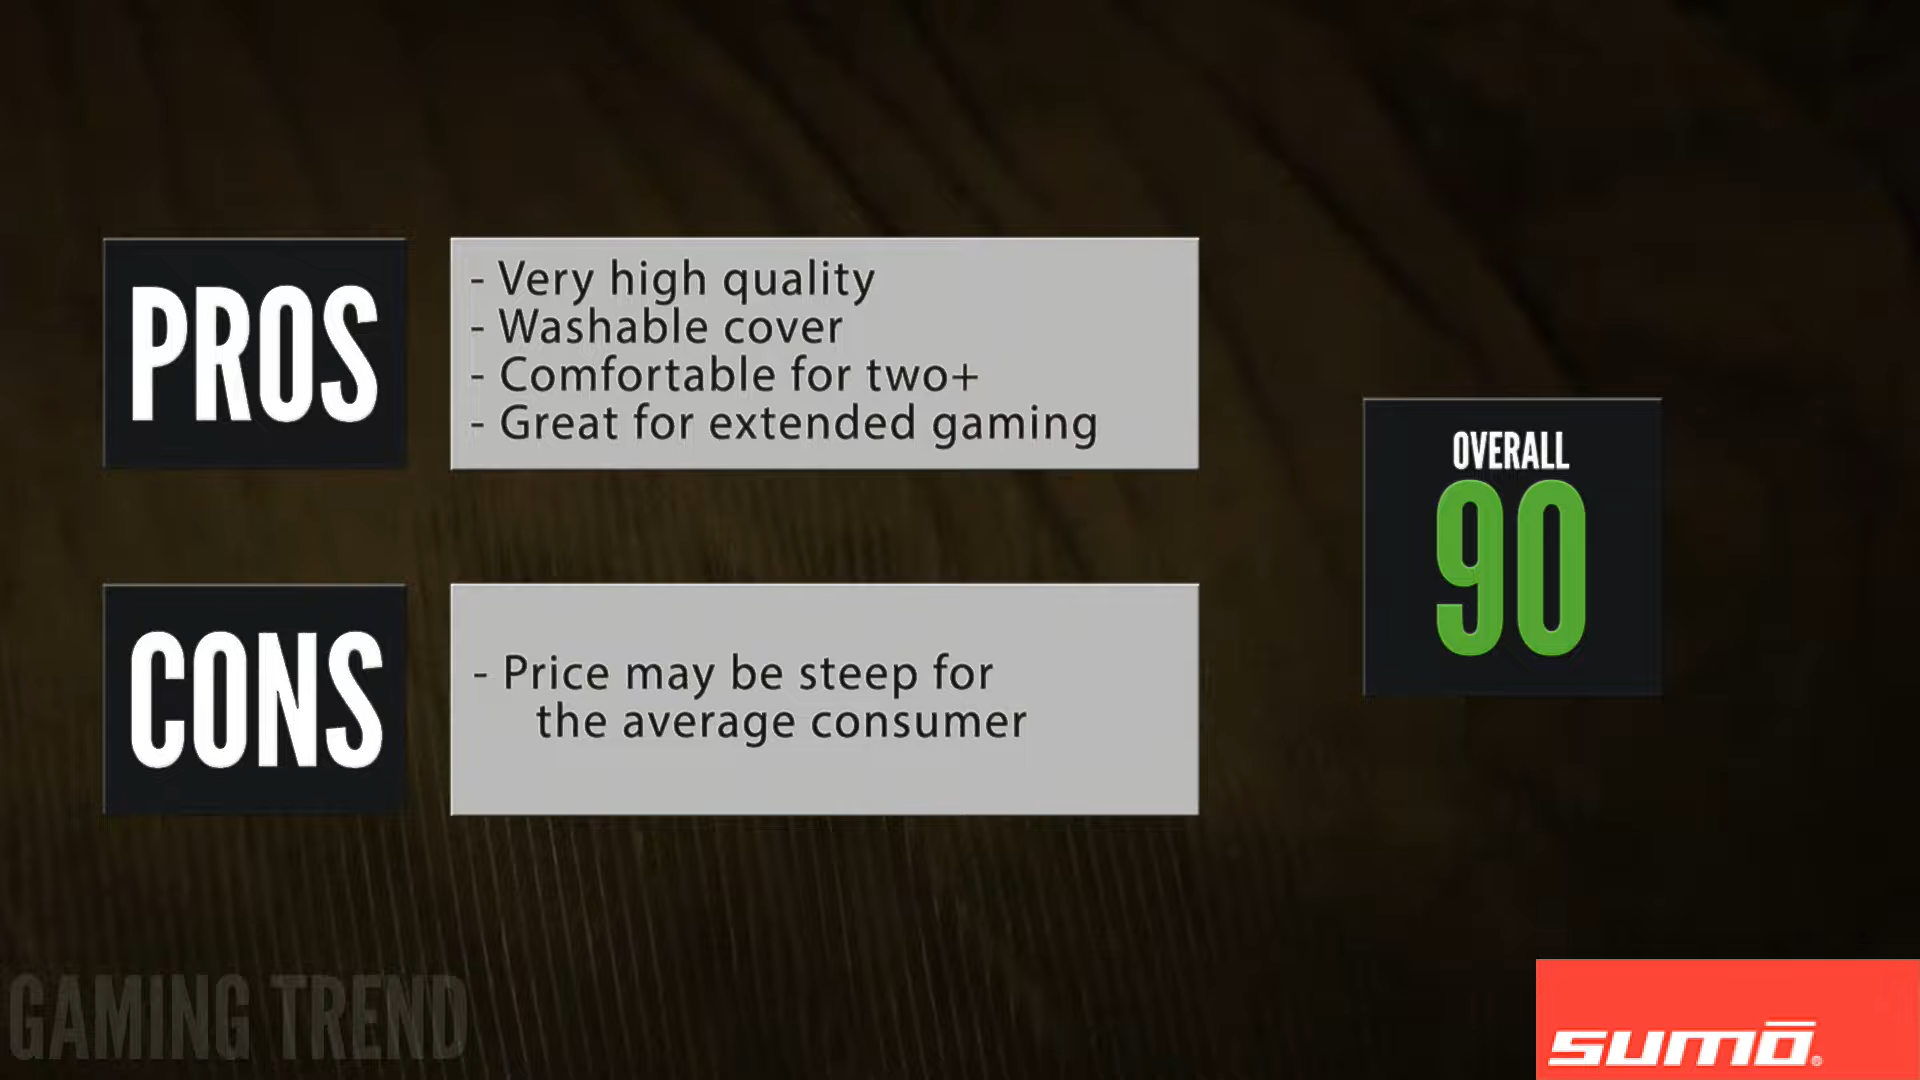 PROS
- Very high quality
- Washable cover
- Comfortable for two+
- Great for extended gaming
OVERALL
90
CONS
- Price may be steep for
the average consumer
GAMING TREND
sumō®